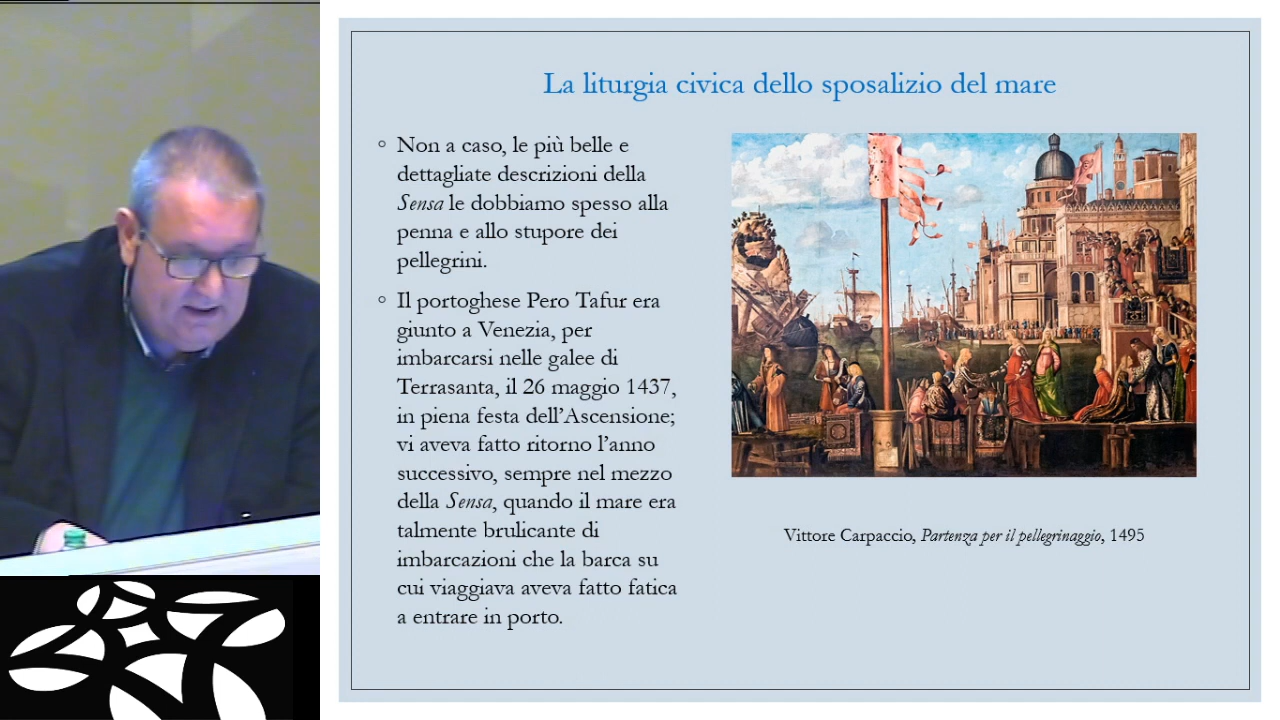 La liturgia civica dello sposalizio del mare
◦ Non a caso, le più belle e
dettagliate descrizioni della
Sensa le dobbiamo spesso alla
penna e allo stupore dei
pellegrini.
◦ Il portoghese Pero Tafur era
giunto a Venezia, per
imbarcarsi nelle galee di
Terrasanta, il 26 maggio 1437,
in piena festa dell’Ascensione;
vi aveva fatto ritorno l’anno
successivo, sempre nel mezzo
della Sensa, quando il mare era
talmente brulicante di
imbarcazioni che la barca su
cui viaggiava aveva fatto fatica
a entrare in porto.
Vittore Carpaccio, Partenza per il pellegrinaggio, 1495